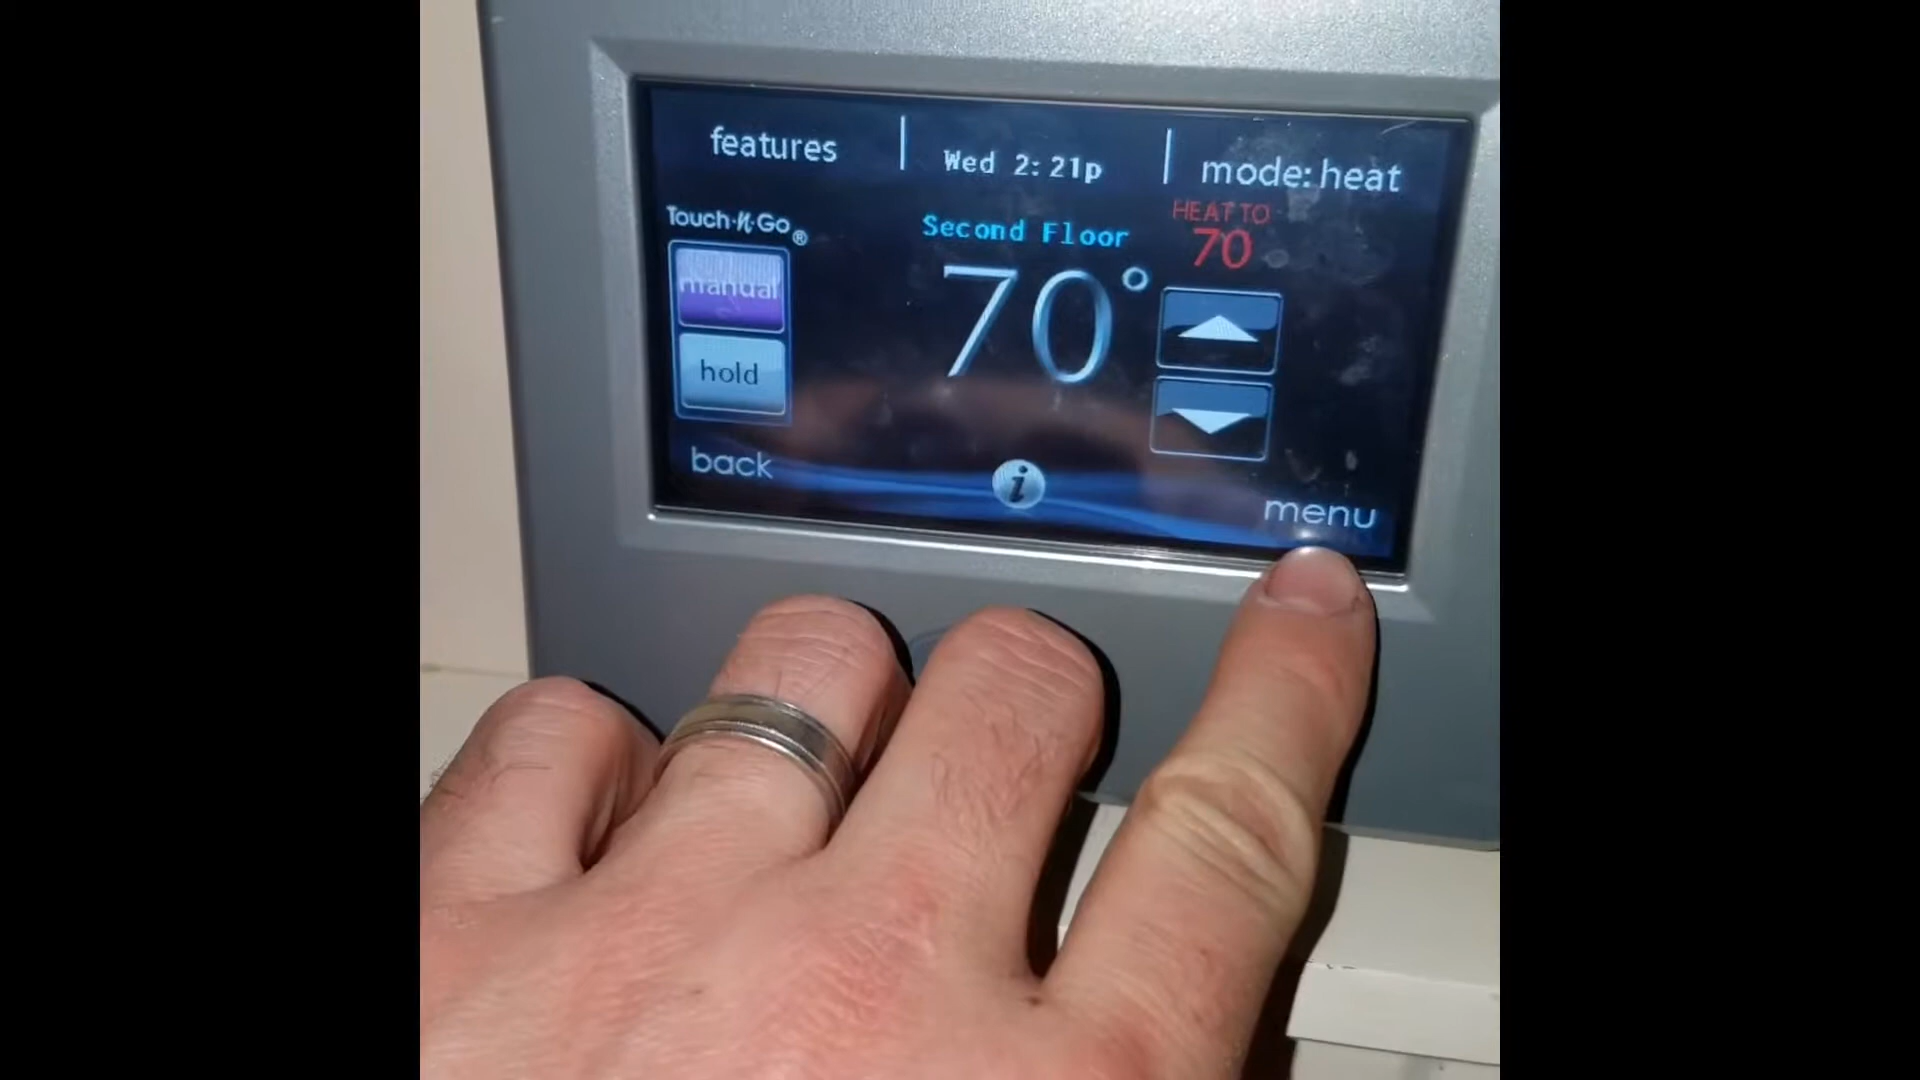 features
Wed 2:21p
mode: heat
Touch·N·Go®
Second Floor
HEAT TO
70
manual
70°
hold
back
i
menu